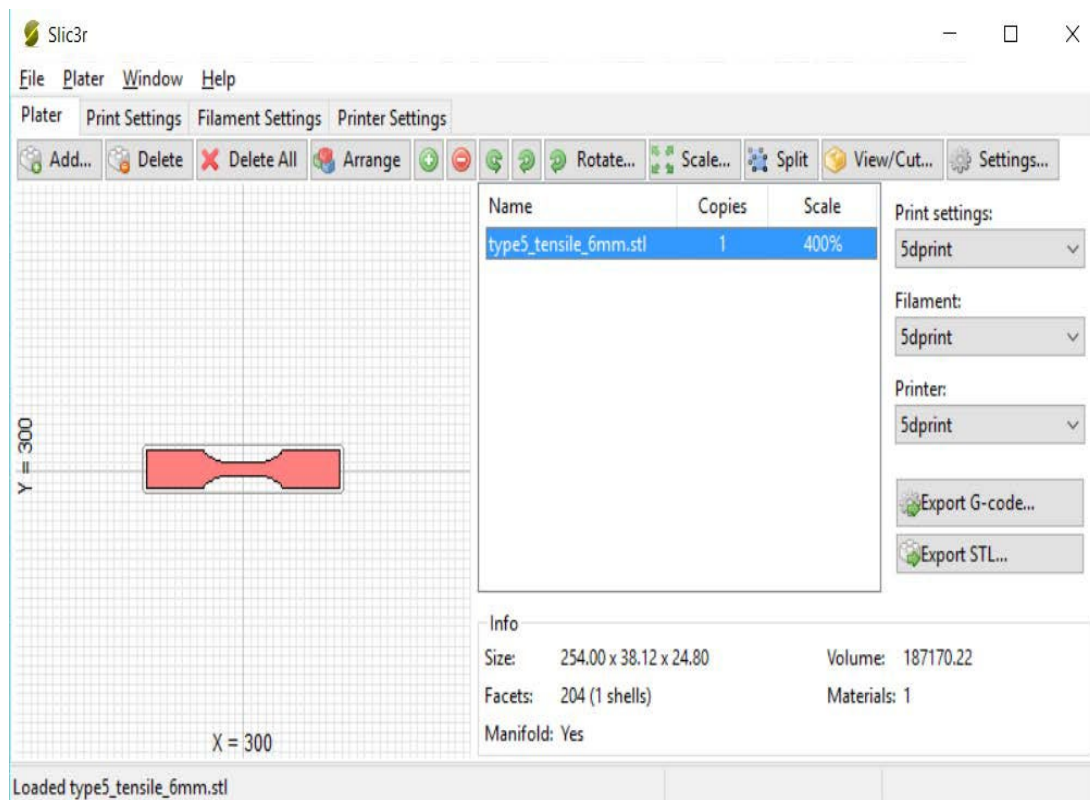 Slic3r
File Plater Window Help
Plater Print Settings Filament Settings Printer Settings
Add... Delete Delete All Arrange Rotate... Scale... Split View/Cut... Settings...
Name Copies Scale
type5_tensile_6mm.stl 1 400%
Print settings:
5dprint
Filament:
5dprint
Printer:
5dprint
Export G-code...
Export STL...
Y = 300
X = 300
Info
Size: 254.00 x 38.12 x 24.80 Volume: 187170.22
Facets: 204 (1 shells) Materials: 1
Manifold: Yes
Loaded type5_tensile_6mm.stl